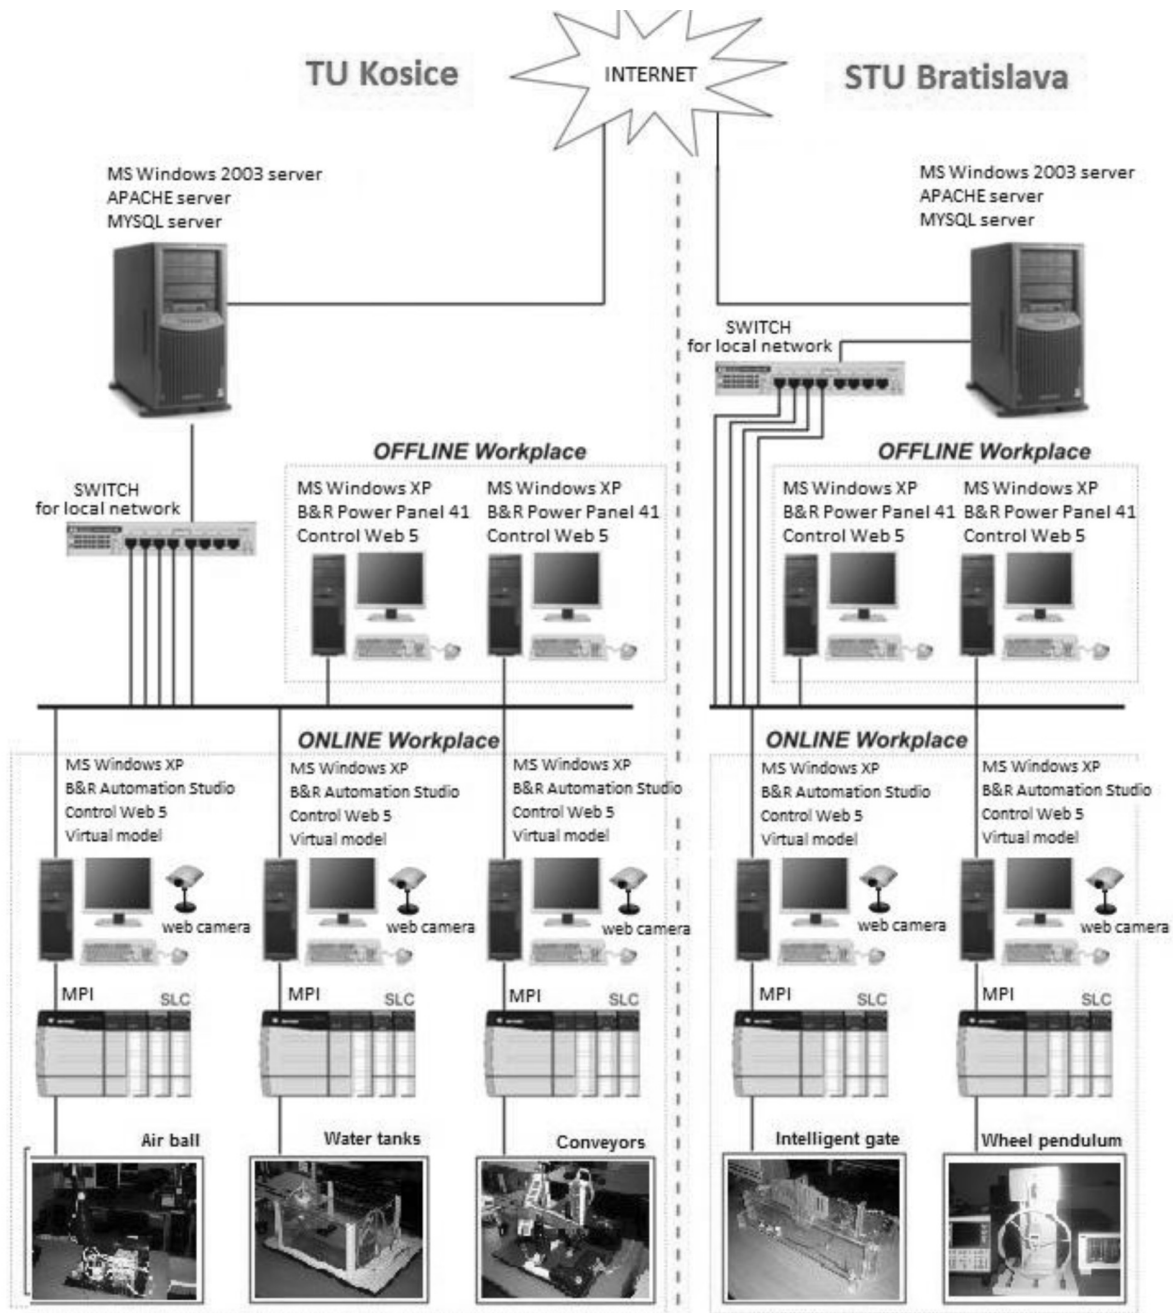 TU Kosice
INTERNET
STU Bratislava
MS Windows 2003 server
APACHE server
MYSQL server
MS Windows 2003 server
APACHE server
MYSQL server
SWITCH
for local network
OFFLINE Workplace
OFFLINE Workplace
SWITCH
for local network
MS Windows XP
B&R Power Panel 41
Control Web 5
MS Windows XP
B&R Power Panel 41
Control Web 5
MS Windows XP
B&R Power Panel 41
Control Web 5
MS Windows XP
B&R Power Panel 41
Control Web 5
ONLINE Workplace
ONLINE Workplace
MS Windows XP
B&R Automation Studio
Control Web 5
Virtual model
MS Windows XP
B&R Automation Studio
Control Web 5
Virtual model
MS Windows XP
B&R Automation Studio
Control Web 5
Virtual model
MS Windows XP
B&R Automation Studio
Control Web 5
Virtual model
MS Windows XP
B&R Automation Studio
Control Web 5
Virtual model
web camera
web camera
web camera
web camera
web camera
MPI
SLC
MPI
SLC
MPI
SLC
MPI
SLC
MPI
SLC
Air ball
Water tanks
Conveyors
Intelligent gate
Wheel pendulum